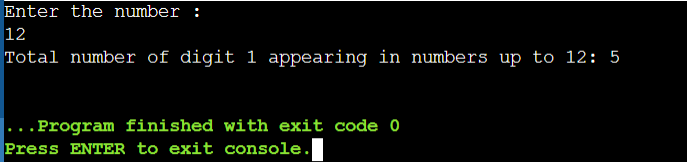 Enter the number :
12
Total number of digit 1 appearing in numbers up to 12: 5
...Program finished with exit code 0
Press ENTER to exit console.